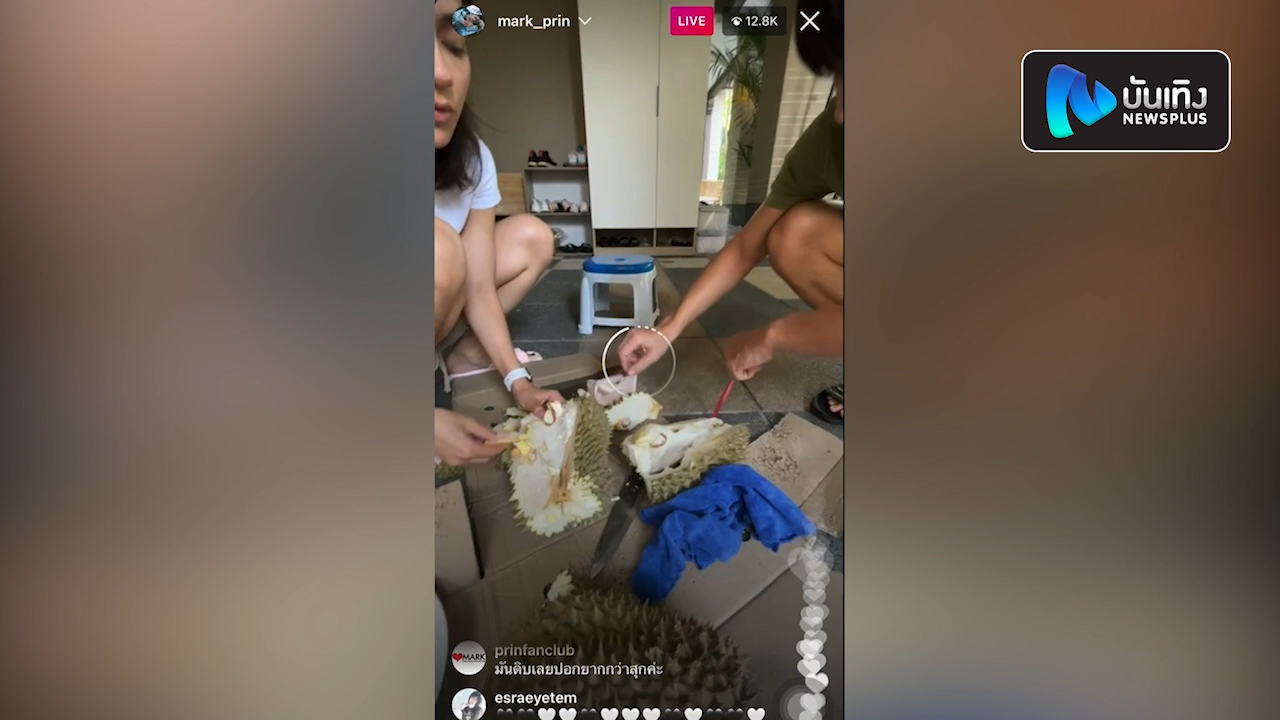 mark_prin
LIVE
12.8K
บันเทิง
NEWSPLUS
MARK
prinfanclub
มันดิบเลยปอกยากกว่าสุกค่ะ
esraeyetem